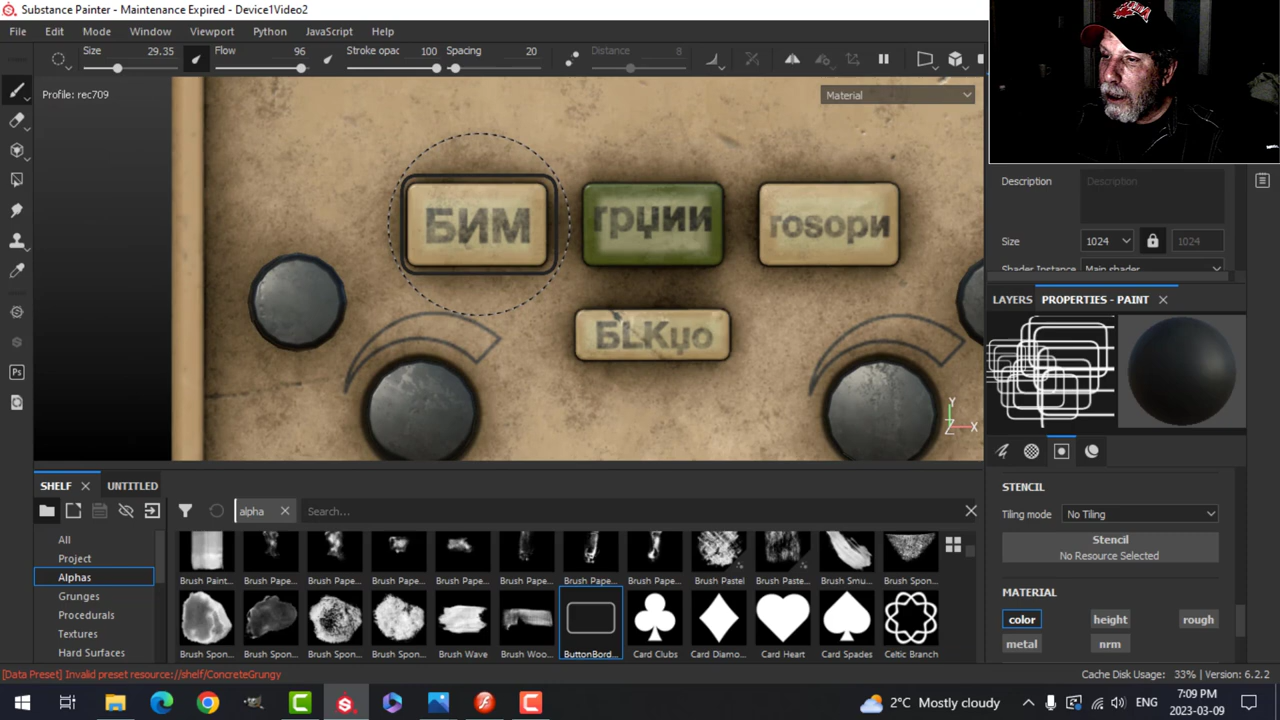 Substance Painter - Maintenance Expired - Device1Video2
File Edit Mode Window Viewport Python JavaScript Help
Size 29.35 Flow 96 Stroke opac 100 Spacing 20 Distance 8
Profile: rec709
Material
БИМ грџии говори
БLKцо
Y
Z X
Description Description
Size 1024 1024
Shader Instance Main shader
LAYERS PROPERTIES - PAINT
STENCIL
Tiling mode No Tiling
Stencil
No Resource Selected
MATERIAL
color height rough
metal nrm
SHELF UNTITLED
alpha Search...
All
Project
Alphas
Grunges
Procedurals
Textures
Hard Surfaces
Brush Paint... Brush Pape... Brush Pape... Brush Pape... Brush Pape... Brush Pape... Brush Pape... Brush Pape... Brush Pastel Brush Paste... Brush Smu... Brush Spon...
Brush Spon... Brush Spon... Brush Spon... Brush Spon... Brush Wave Brush Woo... ButtonBord... Card Clubs Card Diamo... Card Heart Card Spades Celtic Branch
[Data Preset] Invalid preset resource://shelf/ConcreteGrungy
Cache Disk Usage: 33% | Version: 6.2.2
2°C Mostly cloudy
ENG
7:09 PM
2023-03-09